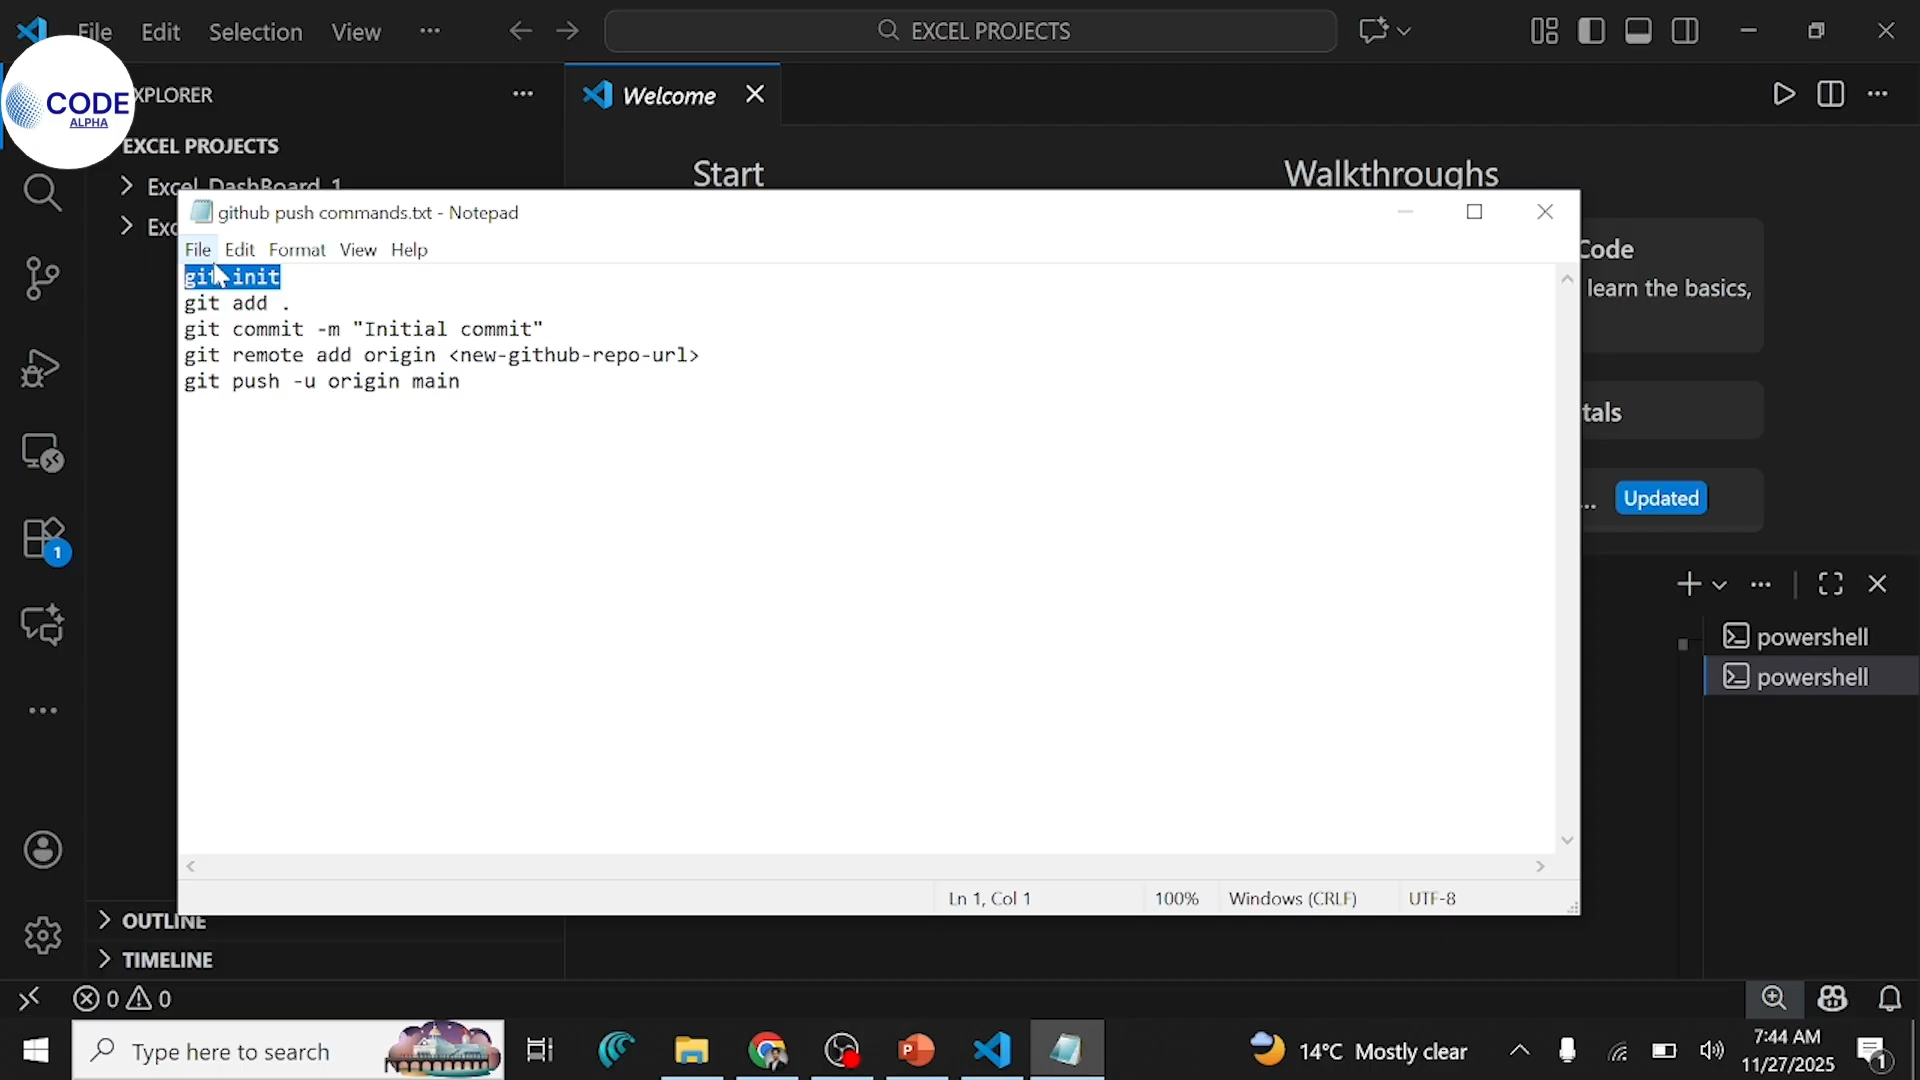 File Edit Selection View ...
EXCEL PROJECTS
CODE
ALPHA
XPLORER
Welcome
EXCEL PROJECTS
Start
Walkthroughs
Excel_DashBoard_1
Exc
github push commands.txt - Notepad
File Edit Format View Help
git init
git add .
git commit -m "Initial commit"
git remote add origin <new-github-repo-url>
git push -u origin main
Code
learn the basics,
tals
... Updated
1
powershell
powershell
Ln 1, Col 1 100% Windows (CRLF) UTF-8
OUTLINE
TIMELINE
0 0
Type here to search
14°C Mostly clear
7:44 AM
11/27/2025
1